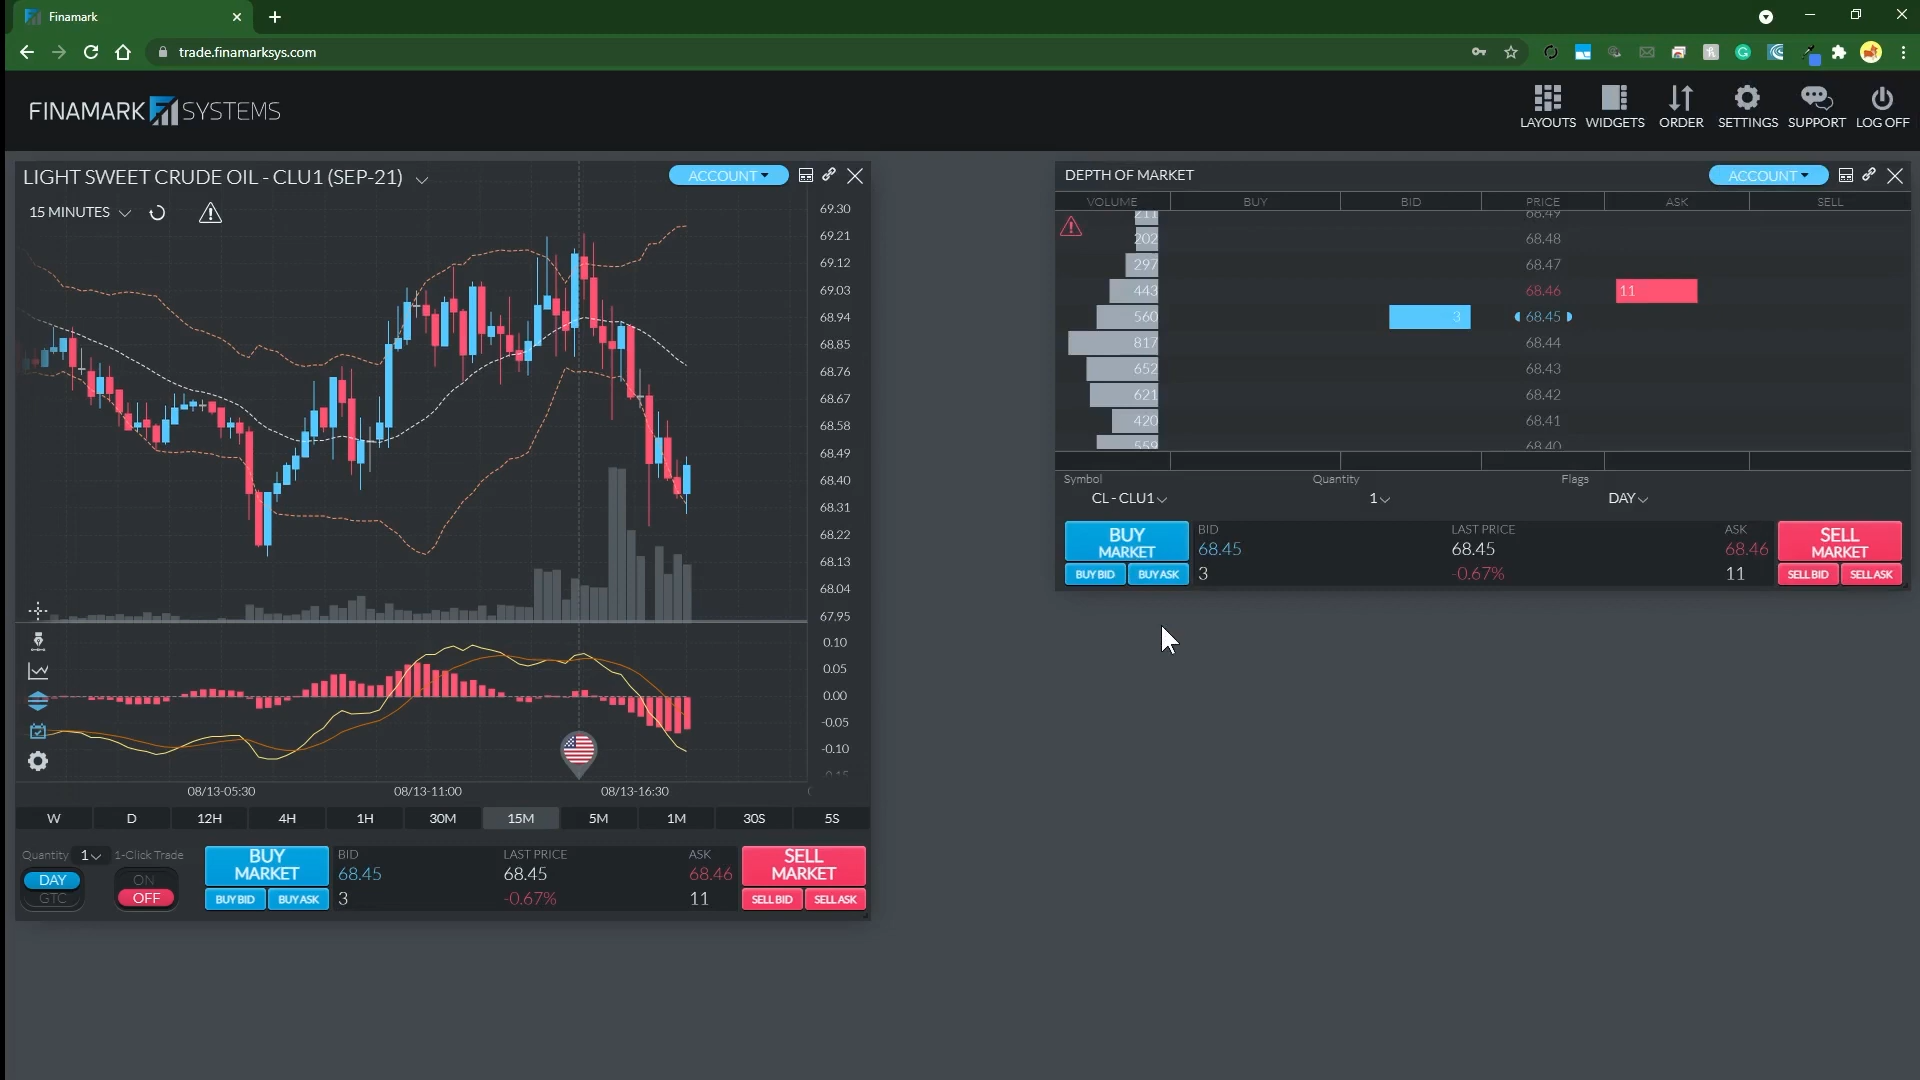 Finamark
trade.finamarksys.com
FINAMARK SYSTEMS
LAYOUTS WIDGETS ORDER SETTINGS SUPPORT LOG OFF
LIGHT SWEET CRUDE OIL - CLU1 (SEP-21)
ACCOUNT
15 MINUTES
69.30
69.21
69.12
69.03
68.94
68.85
68.76
68.67
68.58
68.49
68.40
68.31
68.22
68.13
68.04
67.95
0.10
0.05
0.00
-0.05
-0.10
-0.15
08/13-05:30 08/13-11:00 08/13-16:30
W D 12H 4H 1H 30M 15M 5M 1M 30S 5S
Quantity 1 1-Click Trade
DAY
GTC
ON
OFF
BUY
MARKET
BUY BID BUY ASK
BID
68.45
3
LAST PRICE
68.45
-0.67%
ASK
68.46
11
SELL
MARKET
SELL BID SELL ASK
DEPTH OF MARKET
ACCOUNT
VOLUME BUY BID PRICE ASK SELL
211 68.49
202 68.48
297 68.47
443 68.46 11
560 3 68.45
817 68.44
652 68.43
621 68.42
420 68.41
559 68.40
Symbol Quantity Flags
CL - CLU1 1 DAY
BUY
MARKET
BUY BID BUY ASK
BID
68.45
3
LAST PRICE
68.45
-0.67%
ASK
68.46
11
SELL
MARKET
SELL BID SELL ASK